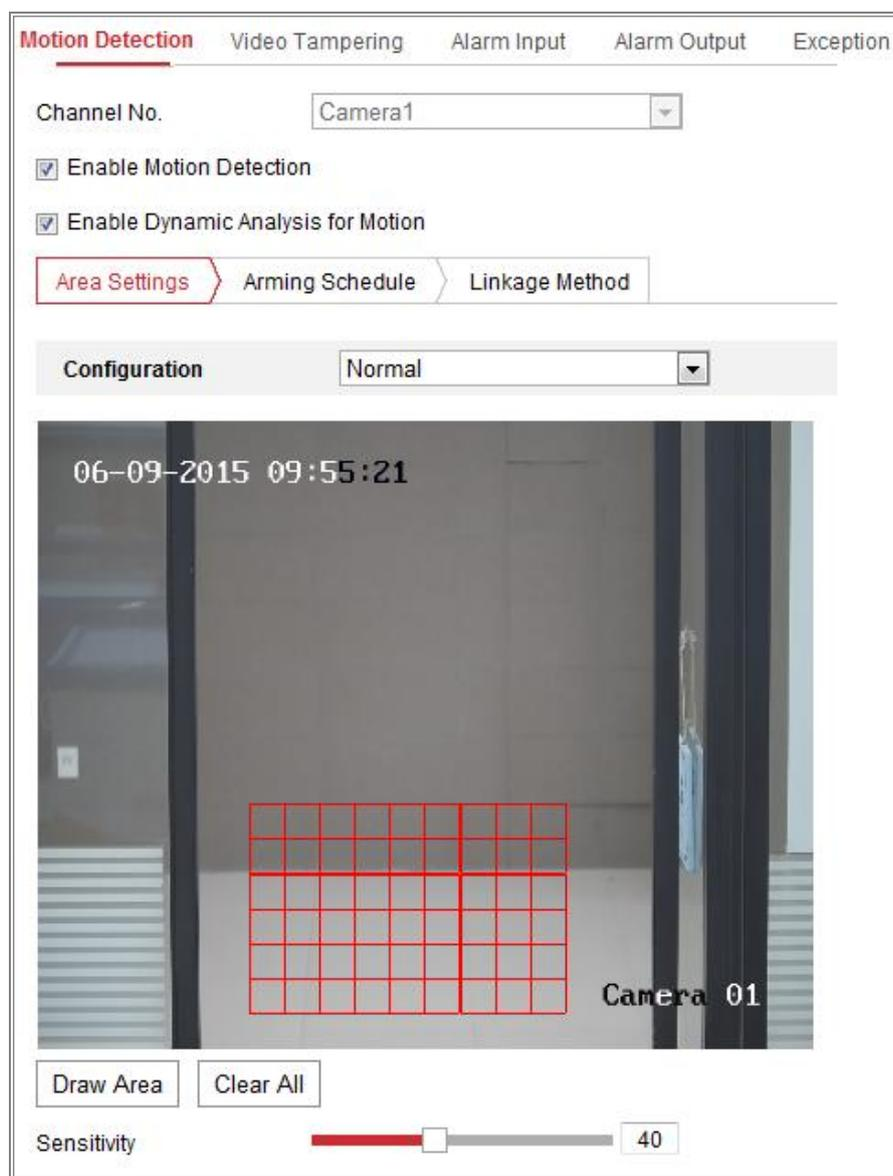 Motion Detection Video Tampering Alarm Input Alarm Output Exception
Channel No. Camera1
Enable Motion Detection
Enable Dynamic Analysis for Motion
Area Settings Arming Schedule Linkage Method
Configuration Normal
06-09-2015 09:55:21
Camera 01
Draw Area Clear All
Sensitivity 40